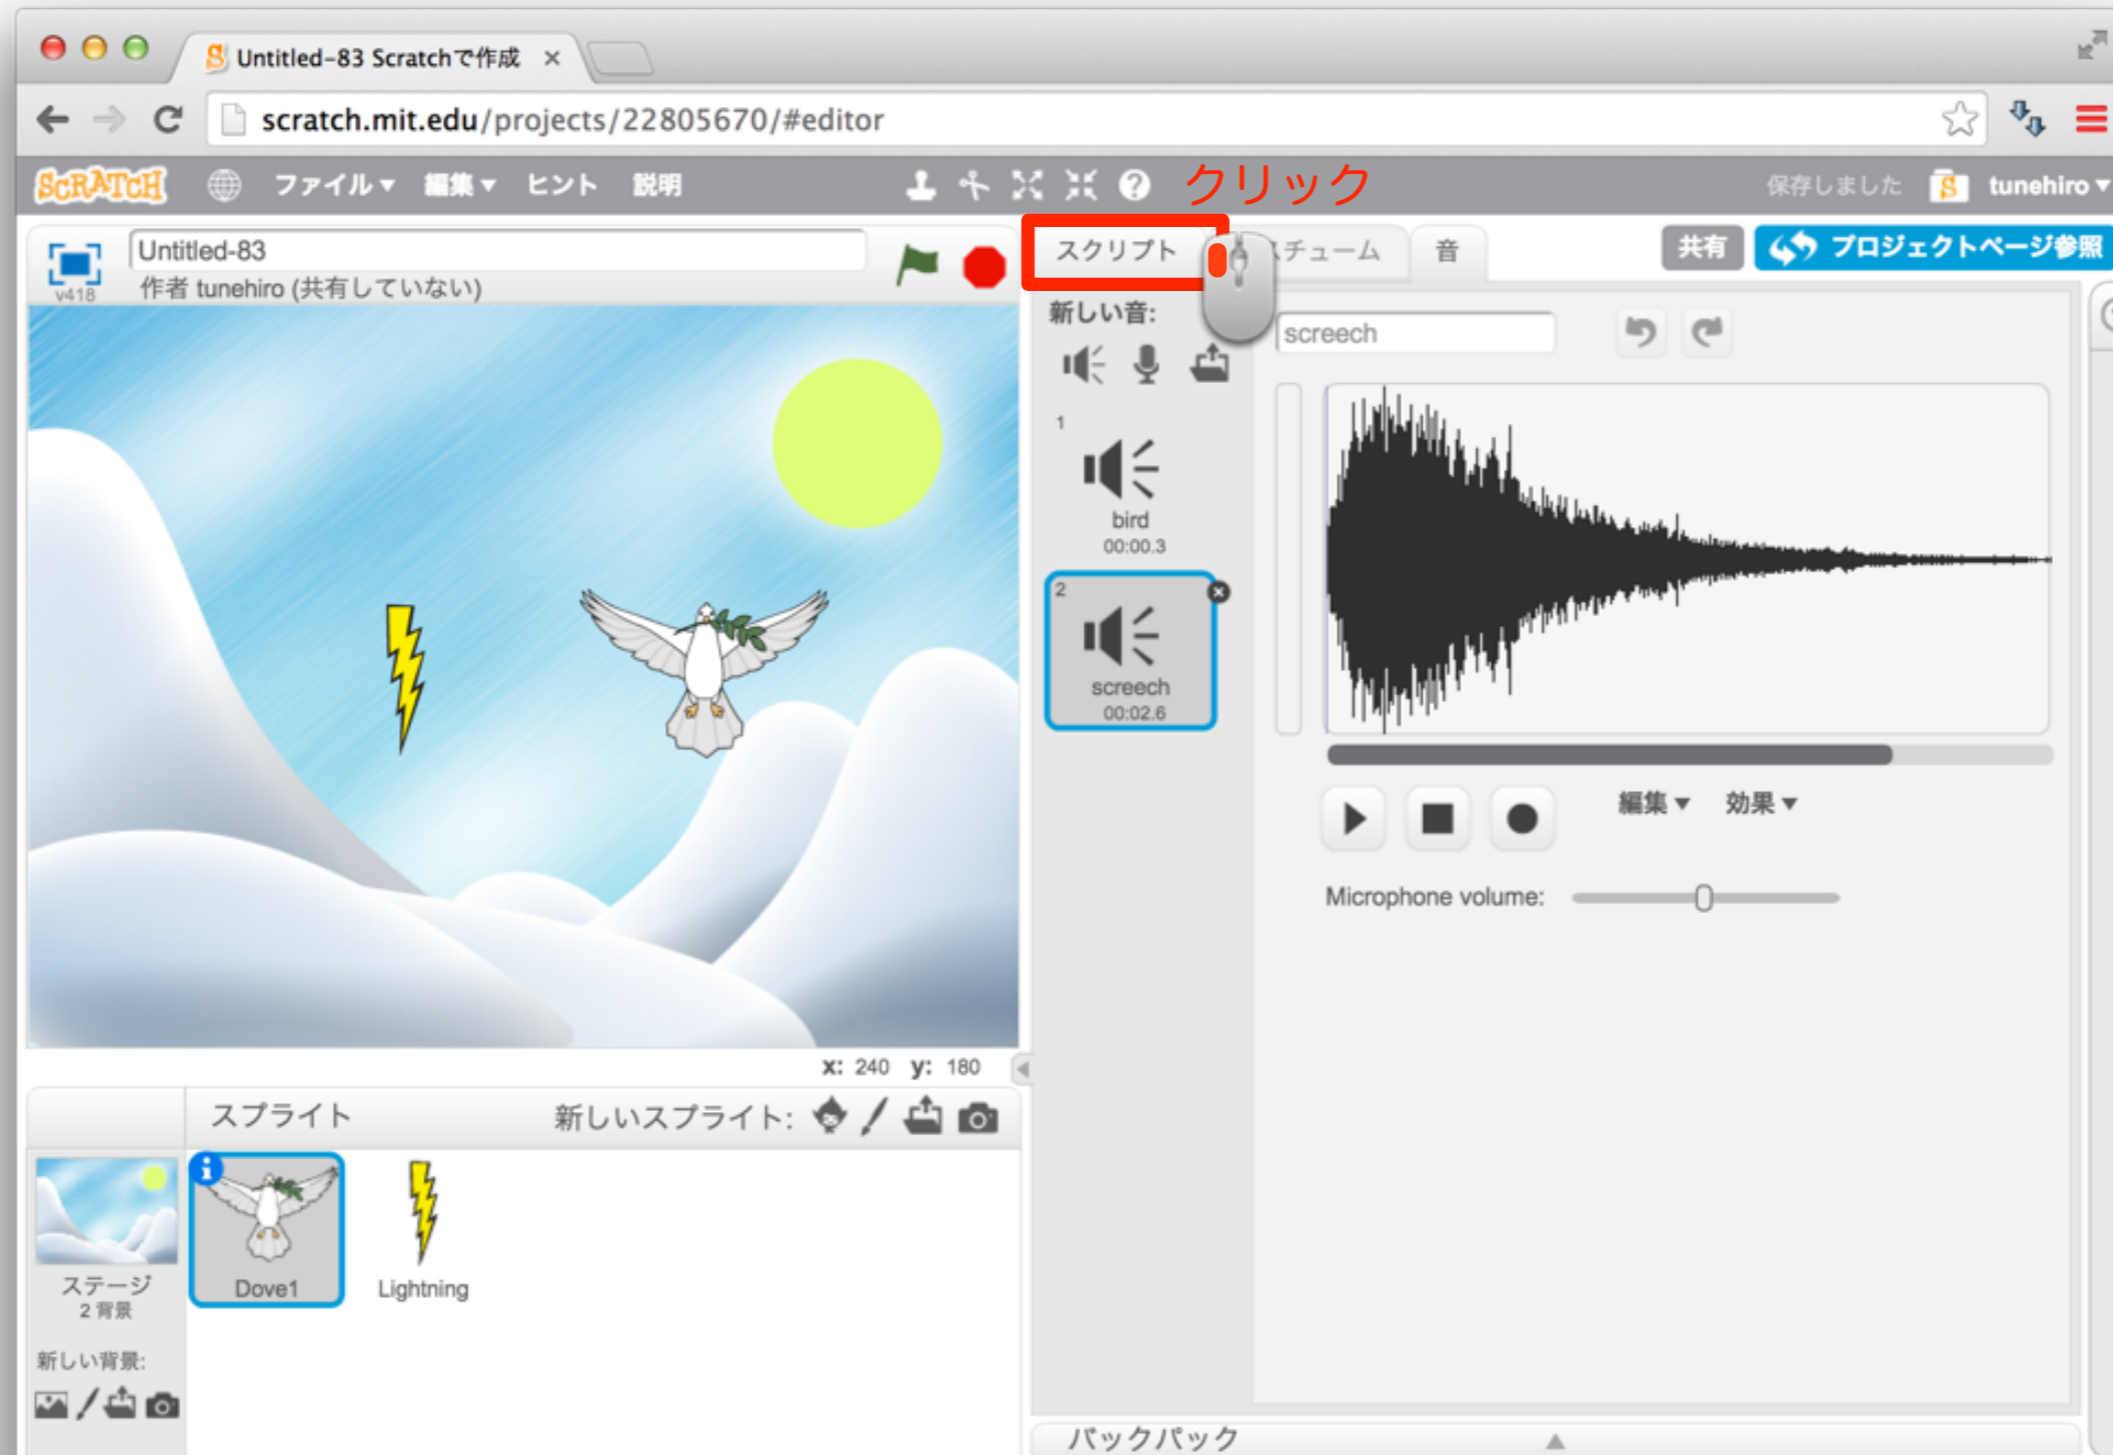 Untitled-83 Scratchで作成
scratch.mit.edu/projects/22805670/#editor
SCRATCH ファイル▼ 編集▼ ヒント 説明 クリック 保存しました S tunehiro▼
Untitled-83
作者 tunehiro (共有していない)
v418
スクリプト スチューム 音 共有 プロジェクトページ参照
新しい音:
screech
1
bird
00:00.3
2
screech
00:02.6
編集▼ 効果▼
Microphone volume:
x: 240 y: 180
スプライト 新しいスプライト:
Dove1 Lightning
ステージ
2 背景
新しい背景:
バックパック